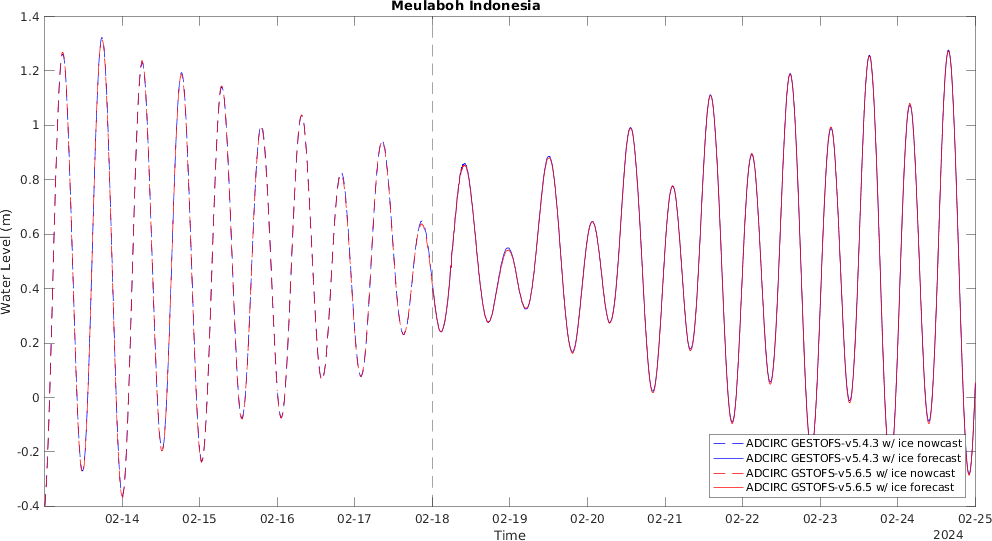 Meulaboh Indonesia
1.4
1.2
1
0.8
0.6
0.4
0.2
0
-0.2
-0.4
Water Level (m)
ADCIRC GESTOFS-v5.4.3 w/ ice nowcast
ADCIRC GESTOFS-v5.4.3 w/ ice forecast
ADCIRC GSTOFS-v5.6.5 w/ ice nowcast
ADCIRC GSTOFS-v5.6.5 w/ ice forecast
02-14 02-15 02-16 02-17 02-18 02-19 02-20 02-21 02-22 02-23 02-24 02-25
Time
2024